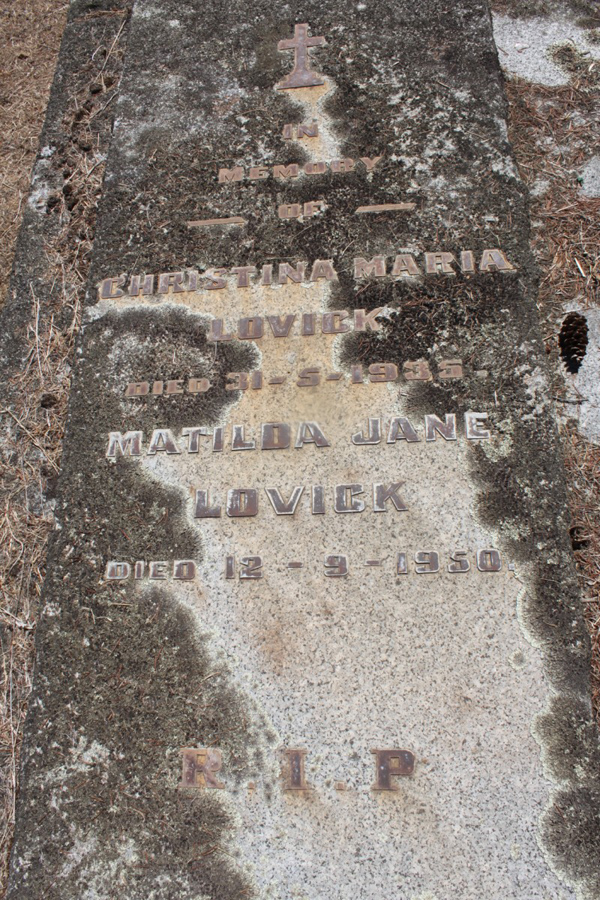 IN
MEMORY
OF
CHRISTINA MARIA
LOVICK
DIED 31-5-1935.
MATILDA JANE
LOVICK
DIED 12-9-1950.
R.I.P